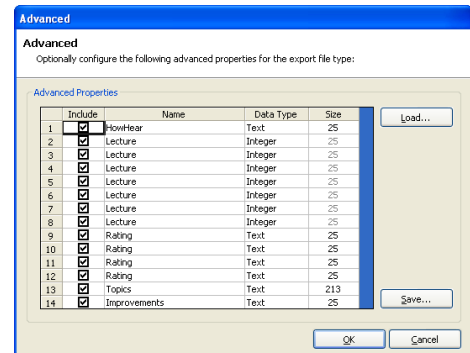 Advanced
Advanced
Optionally configure the following advanced properties for the export file type:
Advanced Properties
Include Name Data Type Size
1 HowHear Text 25
2 Lecture Integer 25
3 Lecture Integer 25
4 Lecture Integer 25
5 Lecture Integer 25
6 Lecture Integer 25
7 Lecture Integer 25
8 Lecture Integer 25
9 Rating Text 25
10 Rating Text 25
11 Rating Text 25
12 Rating Text 25
13 Topics Text 213
14 Improvements Text 25
Load...
Save...
OK Cancel